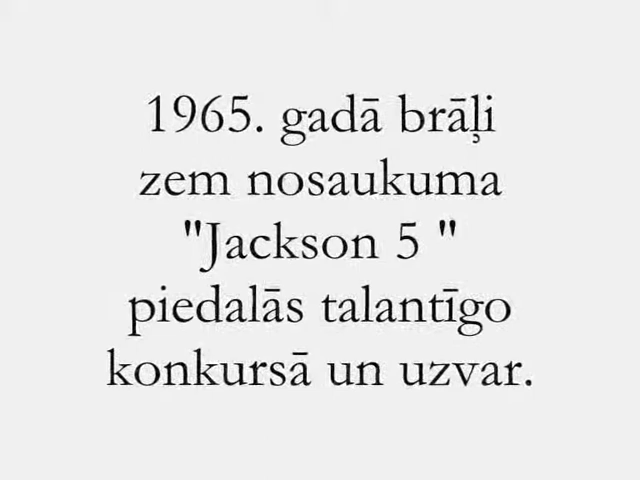 1965. gadā brāļi
zem nosaukuma
"Jackson 5 "
piedalās talantīgo
konkursā un uzvar.